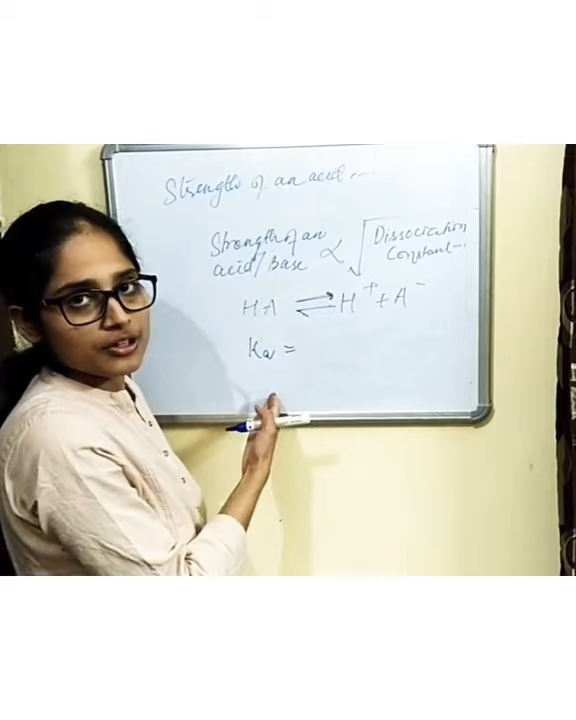 Strength of an acid.--
Strength of an
acid/Base ∝ √Dissociation
Constant--
HA ⇌ H⁺ + A⁻
Ka =